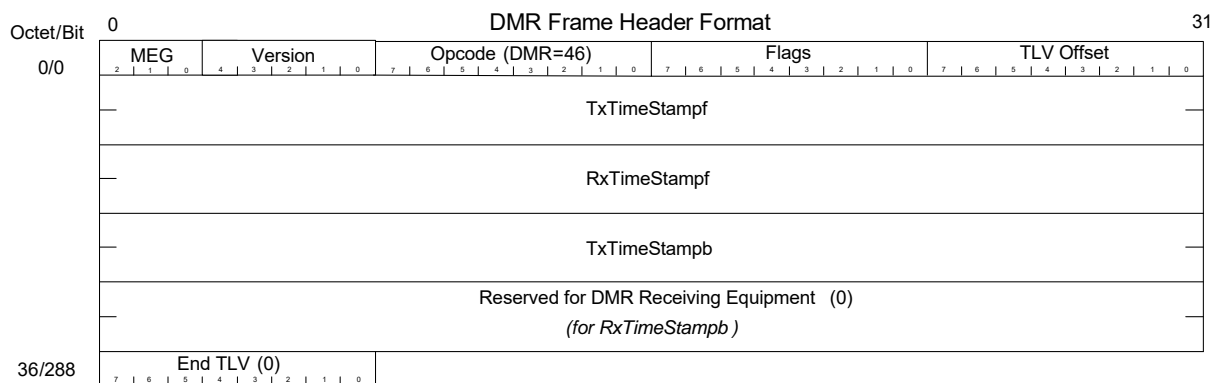 Octet/Bit 0 DMR Frame Header Format 31
0/0 MEG Version Opcode (DMR=46) Flags TLV Offset
2 1 0 4 3 2 1 0 7 6 5 4 3 2 1 0 7 6 5 4 3 2 1 0 7 6 5 4 3 2 1 0
TxTimeStampf
RxTimeStampf
TxTimeStampb
Reserved for DMR Receiving Equipment (0)
(for RxTimeStampb )
36/288 End TLV (0)
7 6 5 4 3 2 1 0